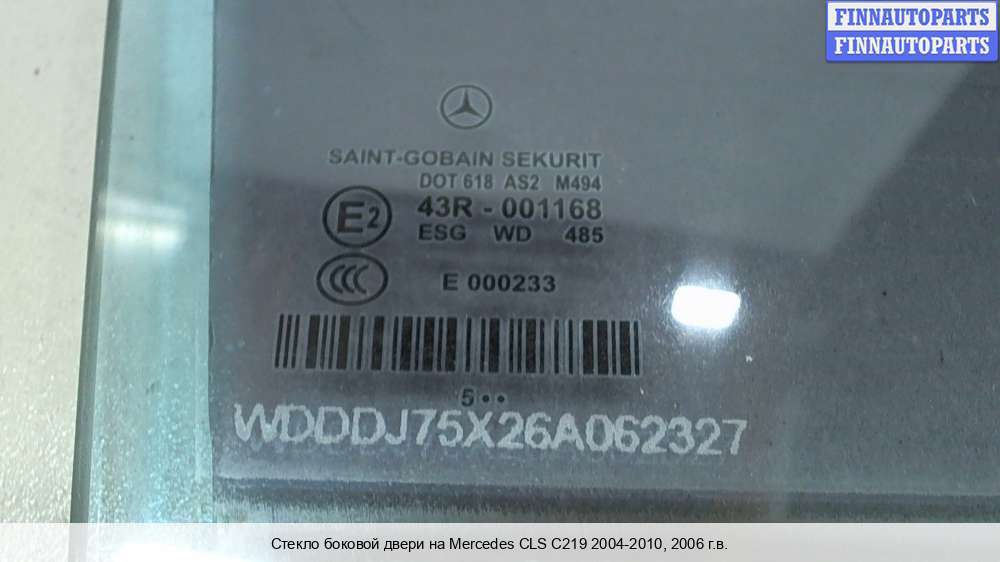 FINNAUTOPARTS
FINNAUTOPARTS
SAINT-GOBAIN SEKURIT
DOT 618 AS2 M494
E2
43R - 001168
ESG WD 485
CCC
E 000233
5••
WDDDJ75X26A062327
Стекло боковой двери на Mercedes CLS C219 2004-2010, 2006 г.в.